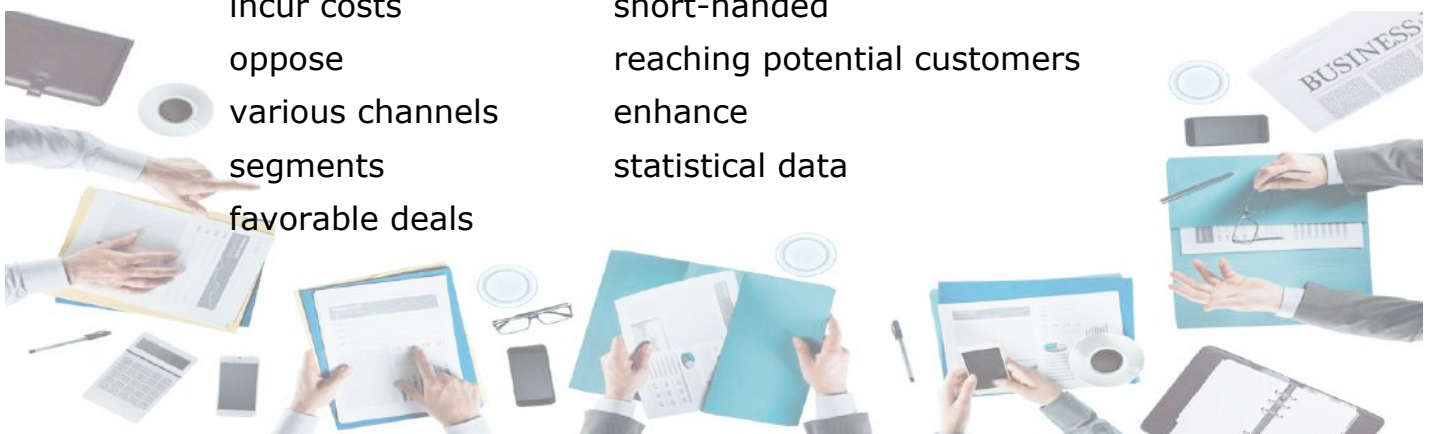 incur costs short-handed
oppose reaching potential customers
various channels enhance
segments statistical data
favorable deals
BUSINESS